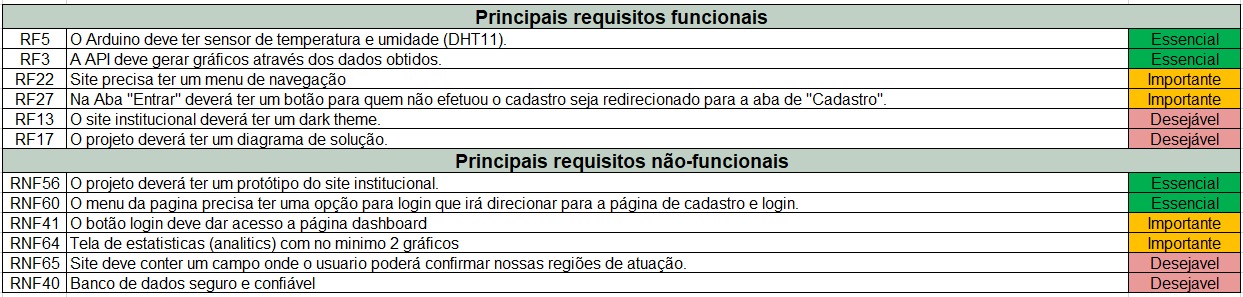 Principais requisitos funcionais
RF5 O Arduino deve ter sensor de temperatura e umidade (DHT11). Essencial
RF3 A API deve gerar gráficos através dos dados obtidos. Essencial
RF22 Site precisa ter um menu de navegação Importante
RF27 Na Aba "Entrar" deverá ter um botão para quem não efetuou o cadastro seja redirecionado para a aba de "Cadastro". Importante
RF13 O site institucional deverá ter um dark theme. Desejável
RF17 O projeto deverá ter um diagrama de solução. Desejável
Principais requisitos não-funcionais
RNF56 O projeto deverá ter um protótipo do site institucional. Essencial
RNF60 O menu da pagina precisa ter uma opção para login que irá direcionar para a página de cadastro e login. Essencial
RNF41 O botão login deve dar acesso a página dashboard Importante
RNF64 Tela de estatisticas (analitics) com no minimo 2 gráficos Importante
RNF65 Site deve conter um campo onde o usuario poderá confirmar nossas regiões de atuação. Desejavel
RNF40 Banco de dados seguro e confiável Desejavel